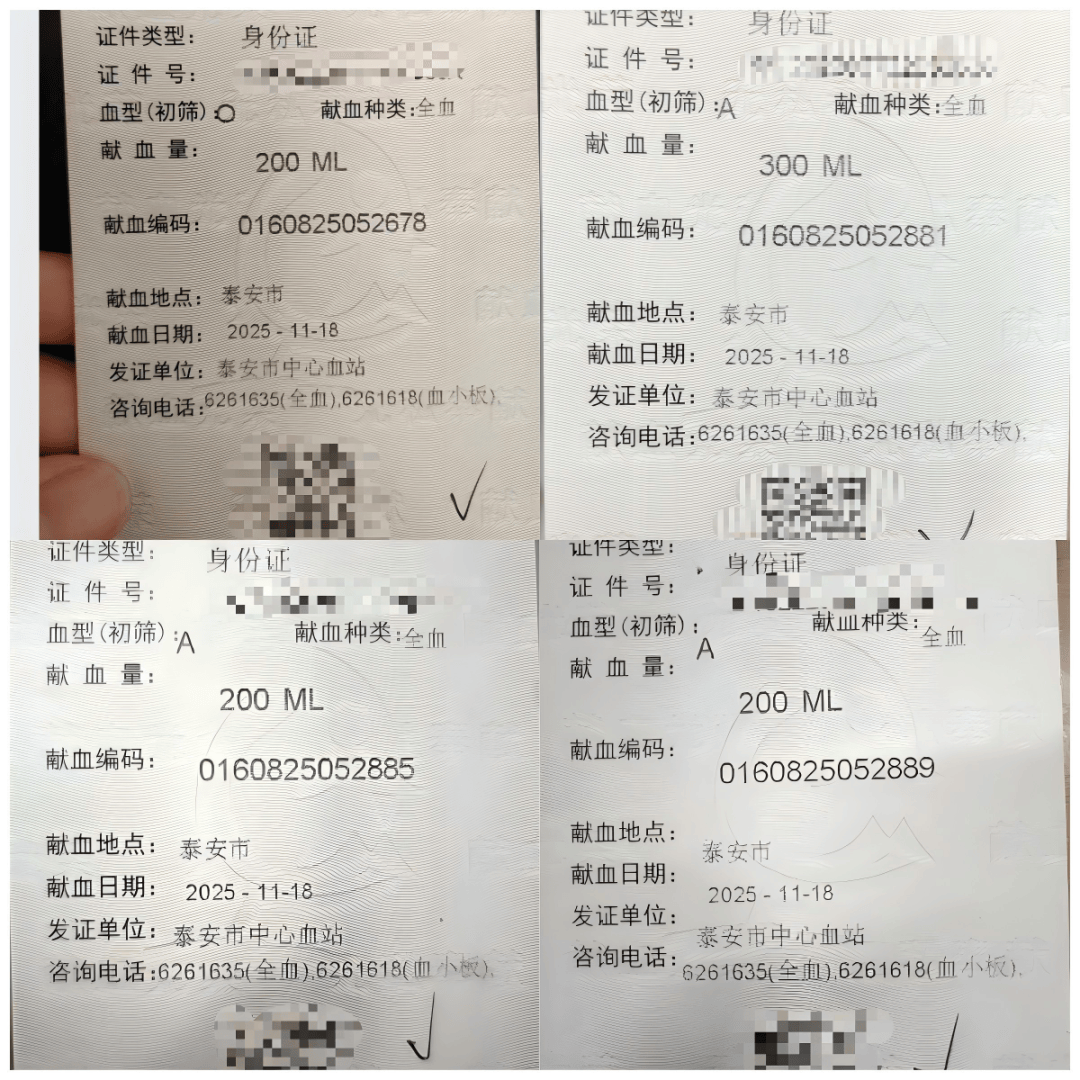 证件类型： 身份证
证 件 号：
血型(初筛)：O 献血种类：全血
献 血 量：
200 ML
献血编码： 0160825052678
献血地点： 泰安市
献血日期： 2025 - 11-18
发证单位： 泰安市中心血站
咨询电话：6261635(全血),6261618(血小板),
证件类型： 身份证
证 件 号：
血型(初筛)：A 献血种类：全血
献 血 量：
300 ML
献血编码： 0160825052881
献血地点： 泰安市
献血日期： 2025 - 11-18
发证单位： 泰安市中心血站
咨询电话：6261635(全血),6261618(血小板),
证件类型： 身份证
证 件 号：
血型(初筛)：A 献血种类：全血
献 血 量：
200 ML
献血编码： 0160825052885
献血地点： 泰安市
献血日期： 2025 - 11-18
发证单位： 泰安市中心血站
咨询电话：6261635(全血),6261618(血小板),
证件类型： 身份证
证 件 号：
血型(初筛)：A 献血种类：全血
献 血 量：
200 ML
献血编码： 0160825052889
献血地点： 泰安市
献血日期： 2025 - 11-18
发证单位： 泰安市中心血站
咨询电话：6261635(全血),6261618(血小板),